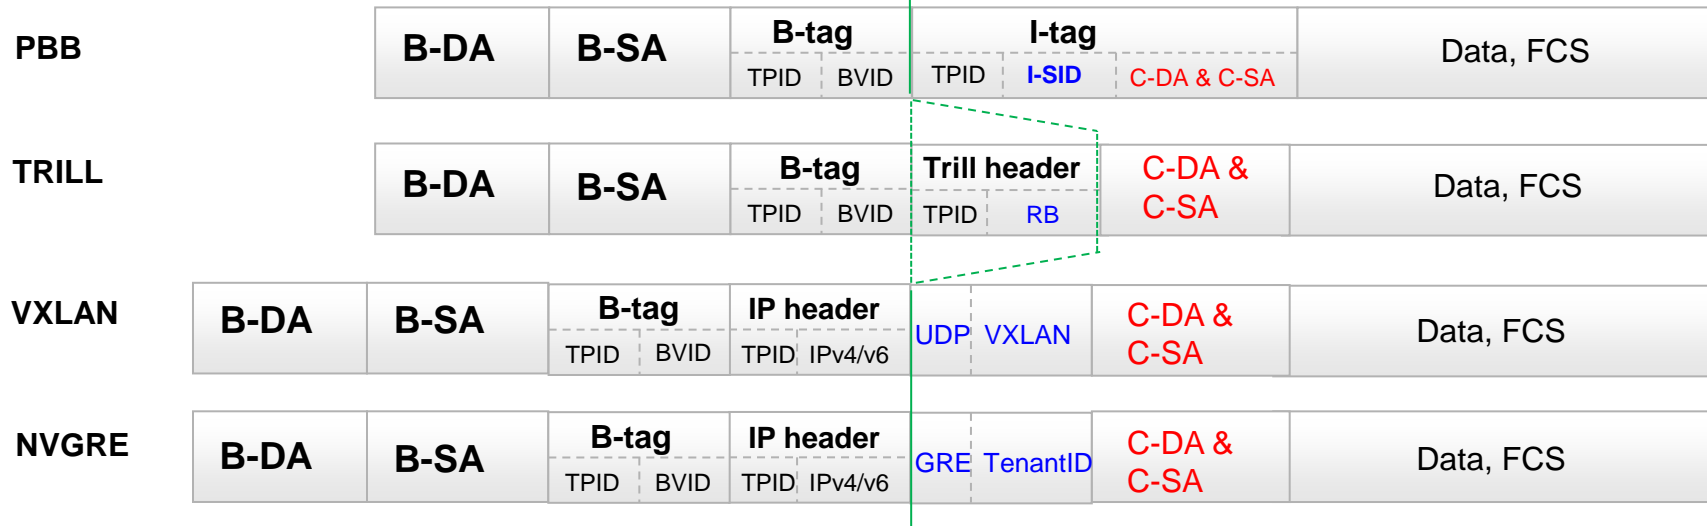 PBB B-DA B-SA B-tag TPID BVID I-tag TPID I-SID C-DA & C-SA Data, FCS
TRILL B-DA B-SA B-tag TPID BVID Trill header TPID RB C-DA & C-SA Data, FCS
VXLAN B-DA B-SA B-tag TPID BVID IP header TPID IPv4/v6 UDP VXLAN C-DA & C-SA Data, FCS
NVGRE B-DA B-SA B-tag TPID BVID IP header TPID IPv4/v6 GRE TenantID C-DA & C-SA Data, FCS